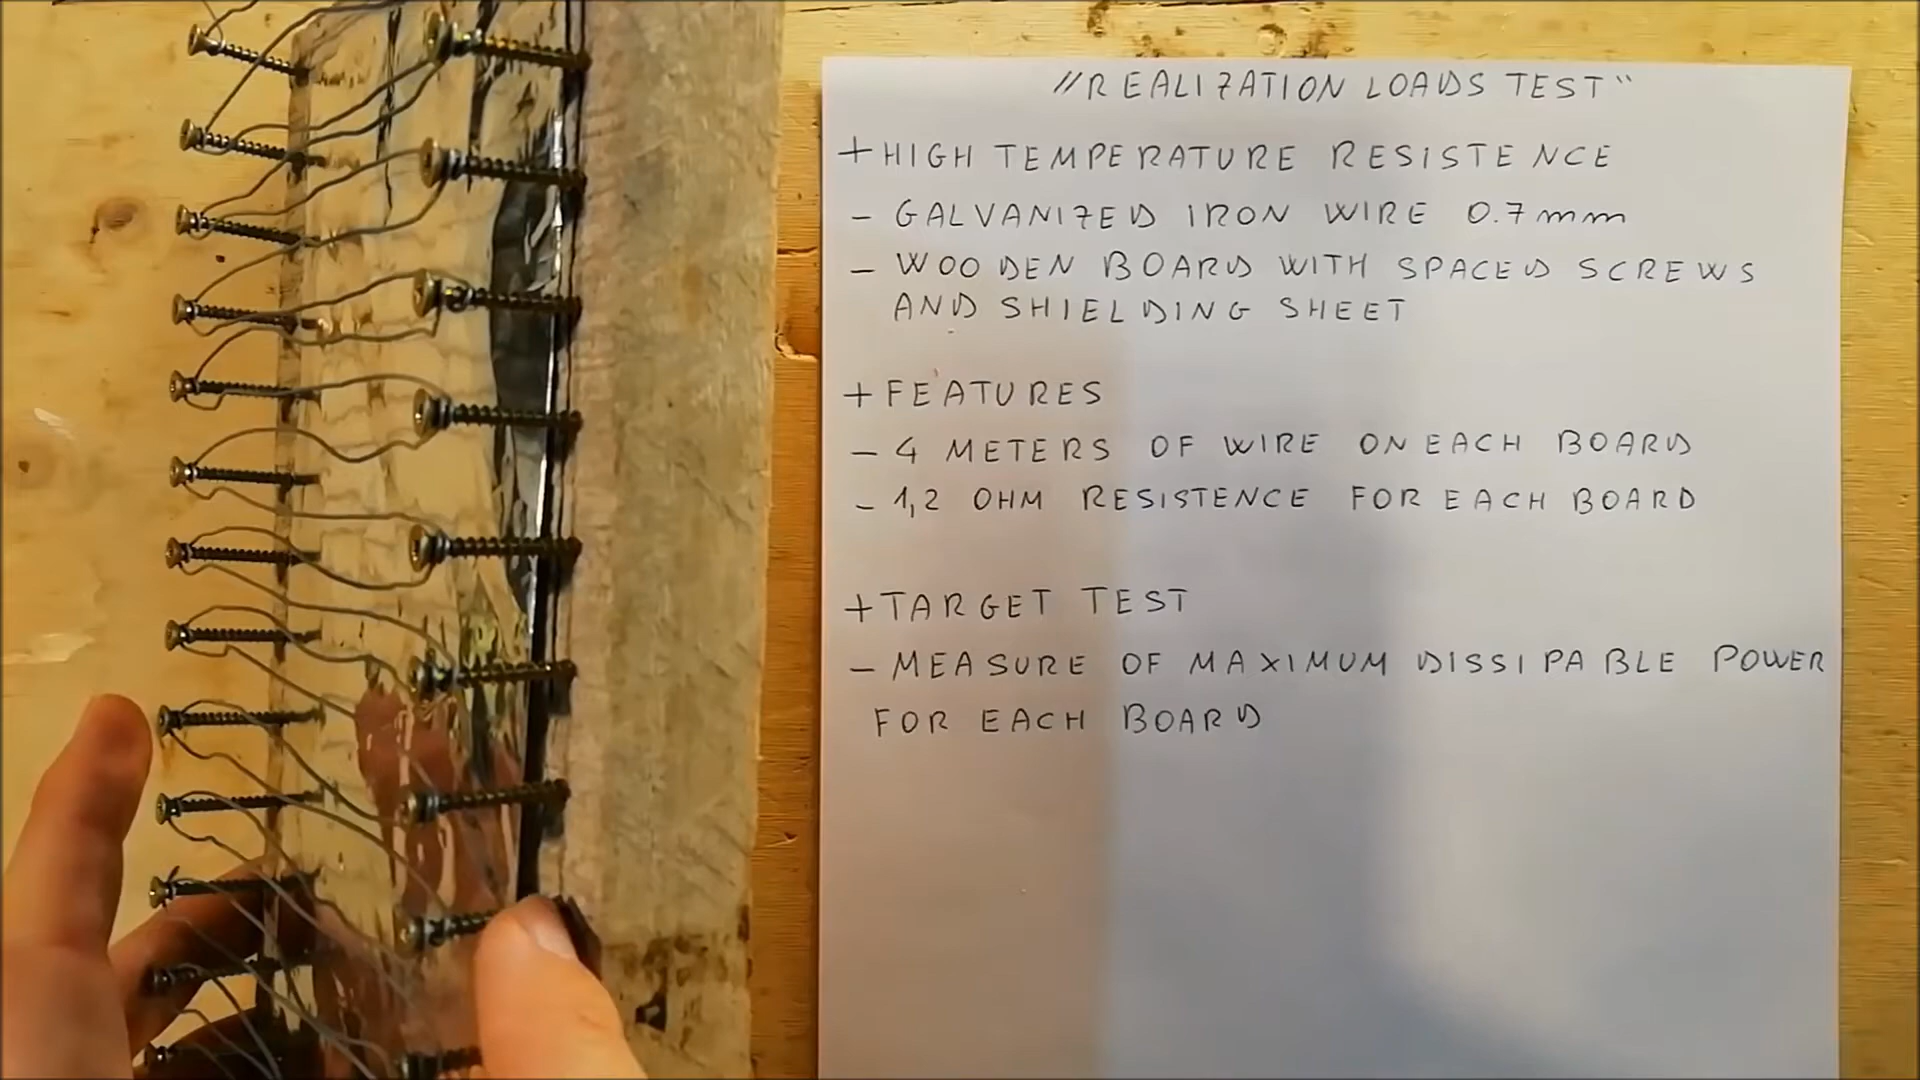 "REALIZATION LOADS TEST"
+ HIGH TEMPERATURE RESISTENCE
- GALVANIZED IRON WIRE 0.7mm
- WOODEN BOARD WITH SPACED SCREWS
AND SHIELDING SHEET
+ FEATURES
- 4 METERS OF WIRE ON EACH BOARD
- 1,2 OHM RESISTENCE FOR EACH BOARD
+ TARGET TEST
- MEASURE OF MAXIMUM DISSIPABLE POWER
FOR EACH BOARD